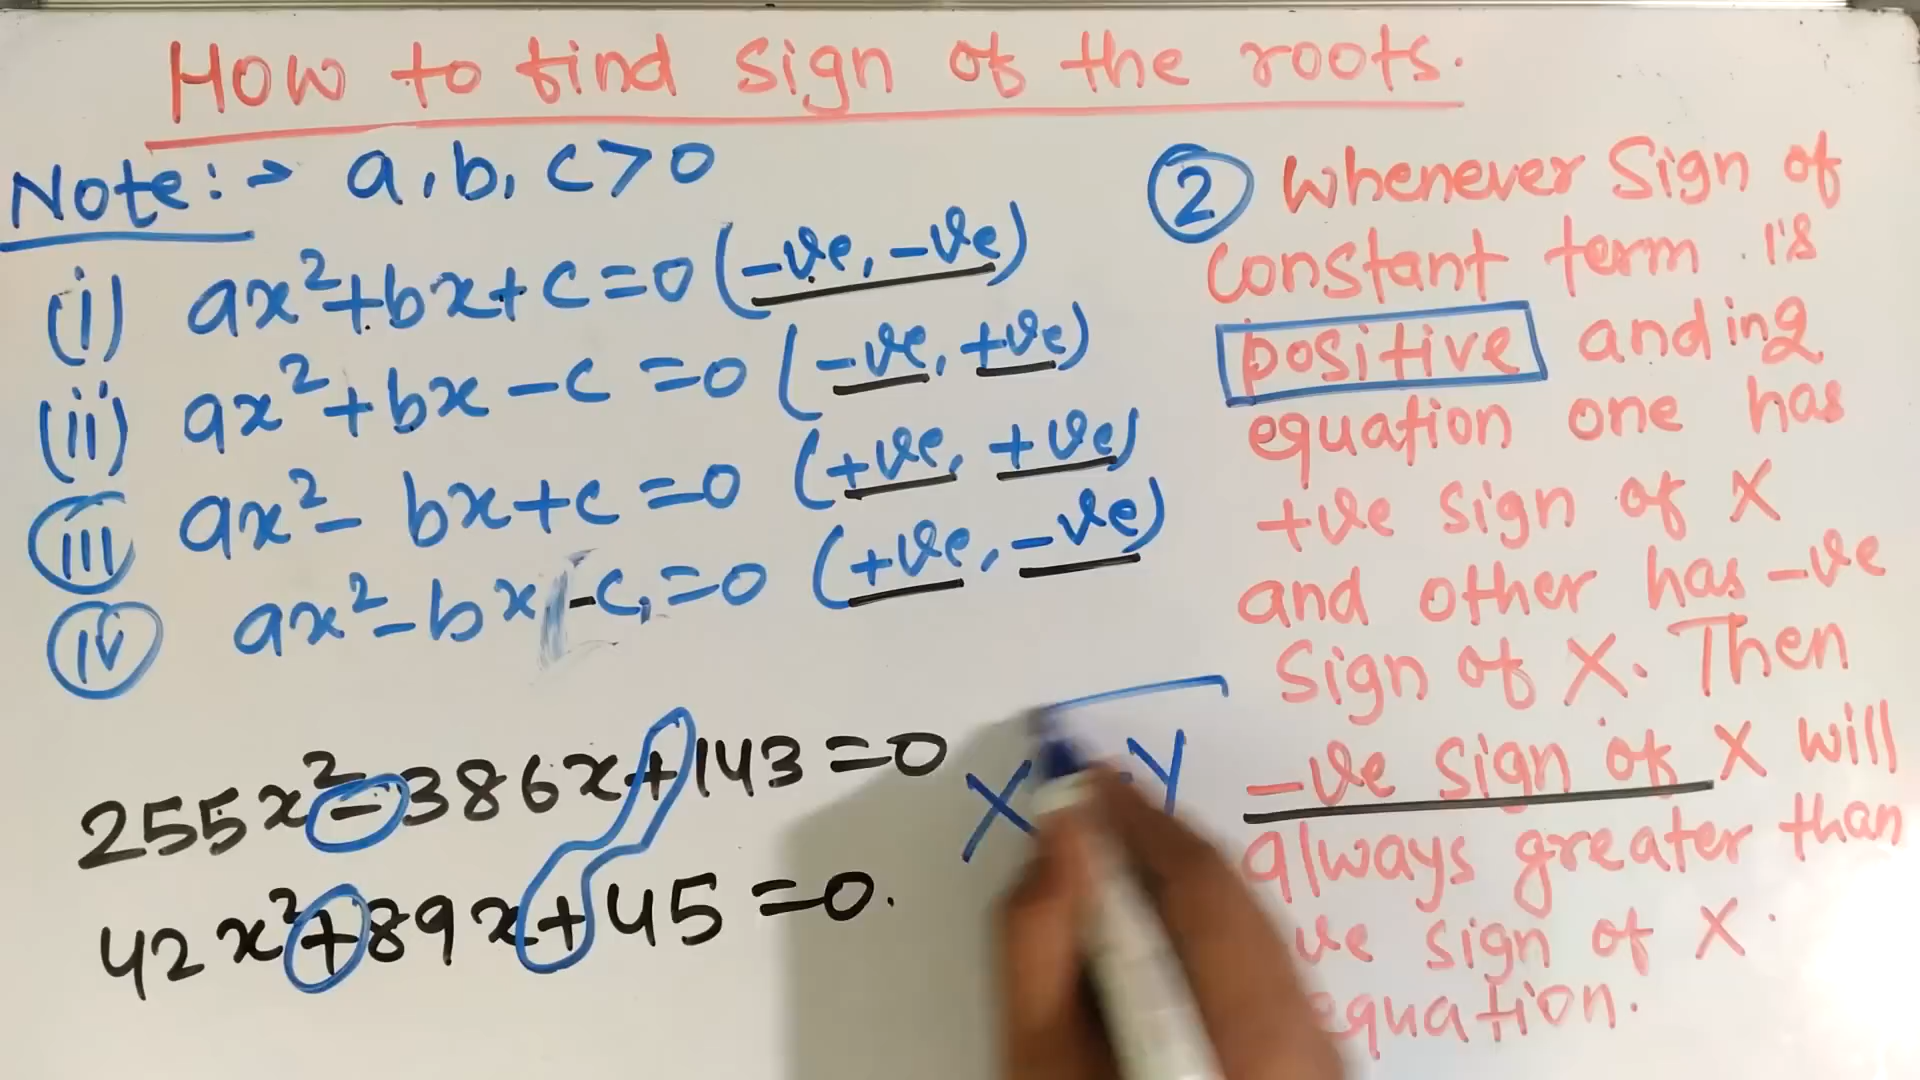 How to find sign of the roots.
Note:→ a, b, c>0
(i) ax²+bx+c=0 (-ve, -ve)
(ii) ax²+bx-c=0 (-ve, +ve)
(iii) ax²-bx+c=0 (+ve, +ve)
(iv) ax²-bx-c=0 (+ve, -ve)
255x²-386x+143=0
42x²+89x+45=0.
X Y
(2) Whenever Sign of
constant term is
positive and in 2
equation one has
+ve sign of X
and other has -ve
Sign of X. Then
-ve sign of X will
always greater than
ve sign of X
equation.